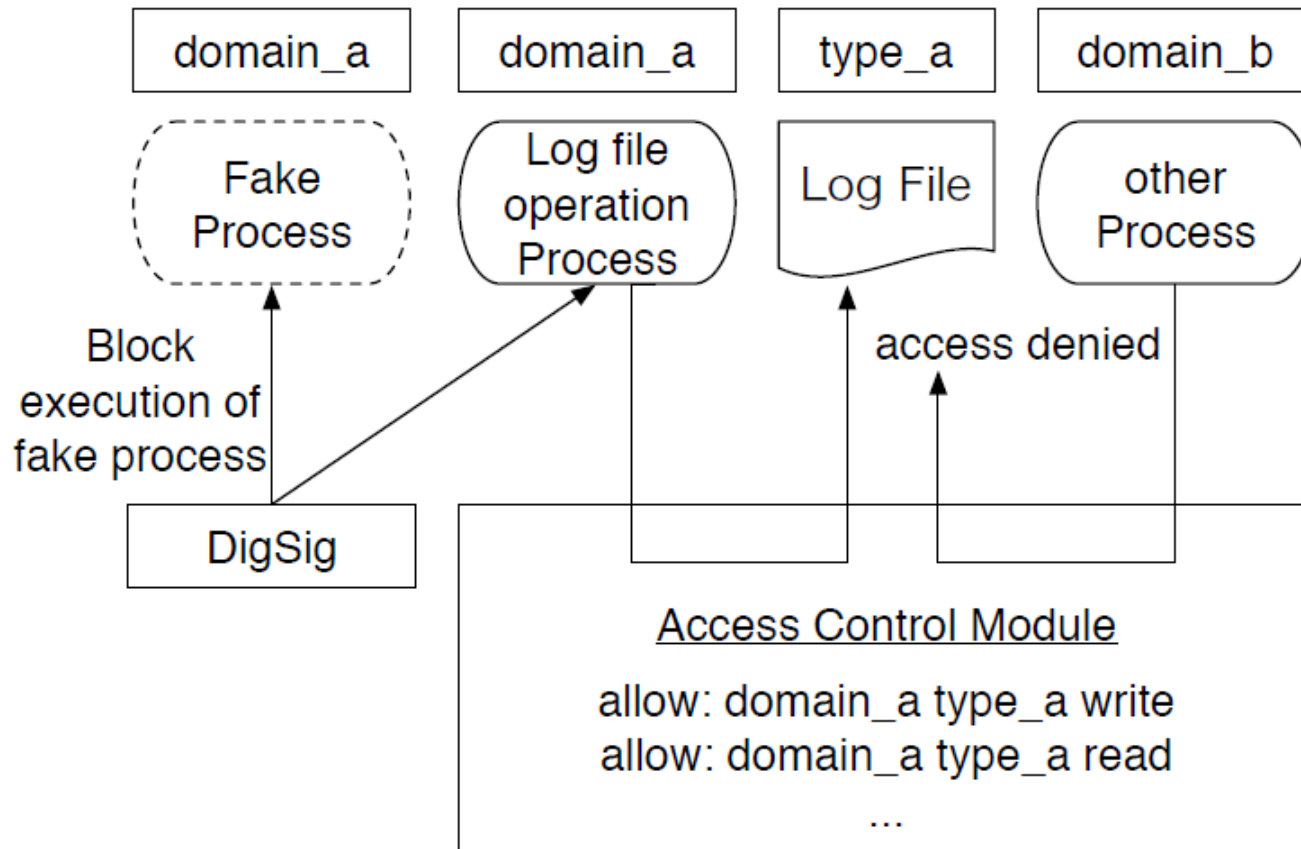 domain_a
domain_a
type_a
domain_b
Fake
Process
Log file
operation
Process
Log File
other
Process
Block
execution of
fake process
access denied
DigSig
Access Control Module
allow: domain_a type_a write
allow: domain_a type_a read
...